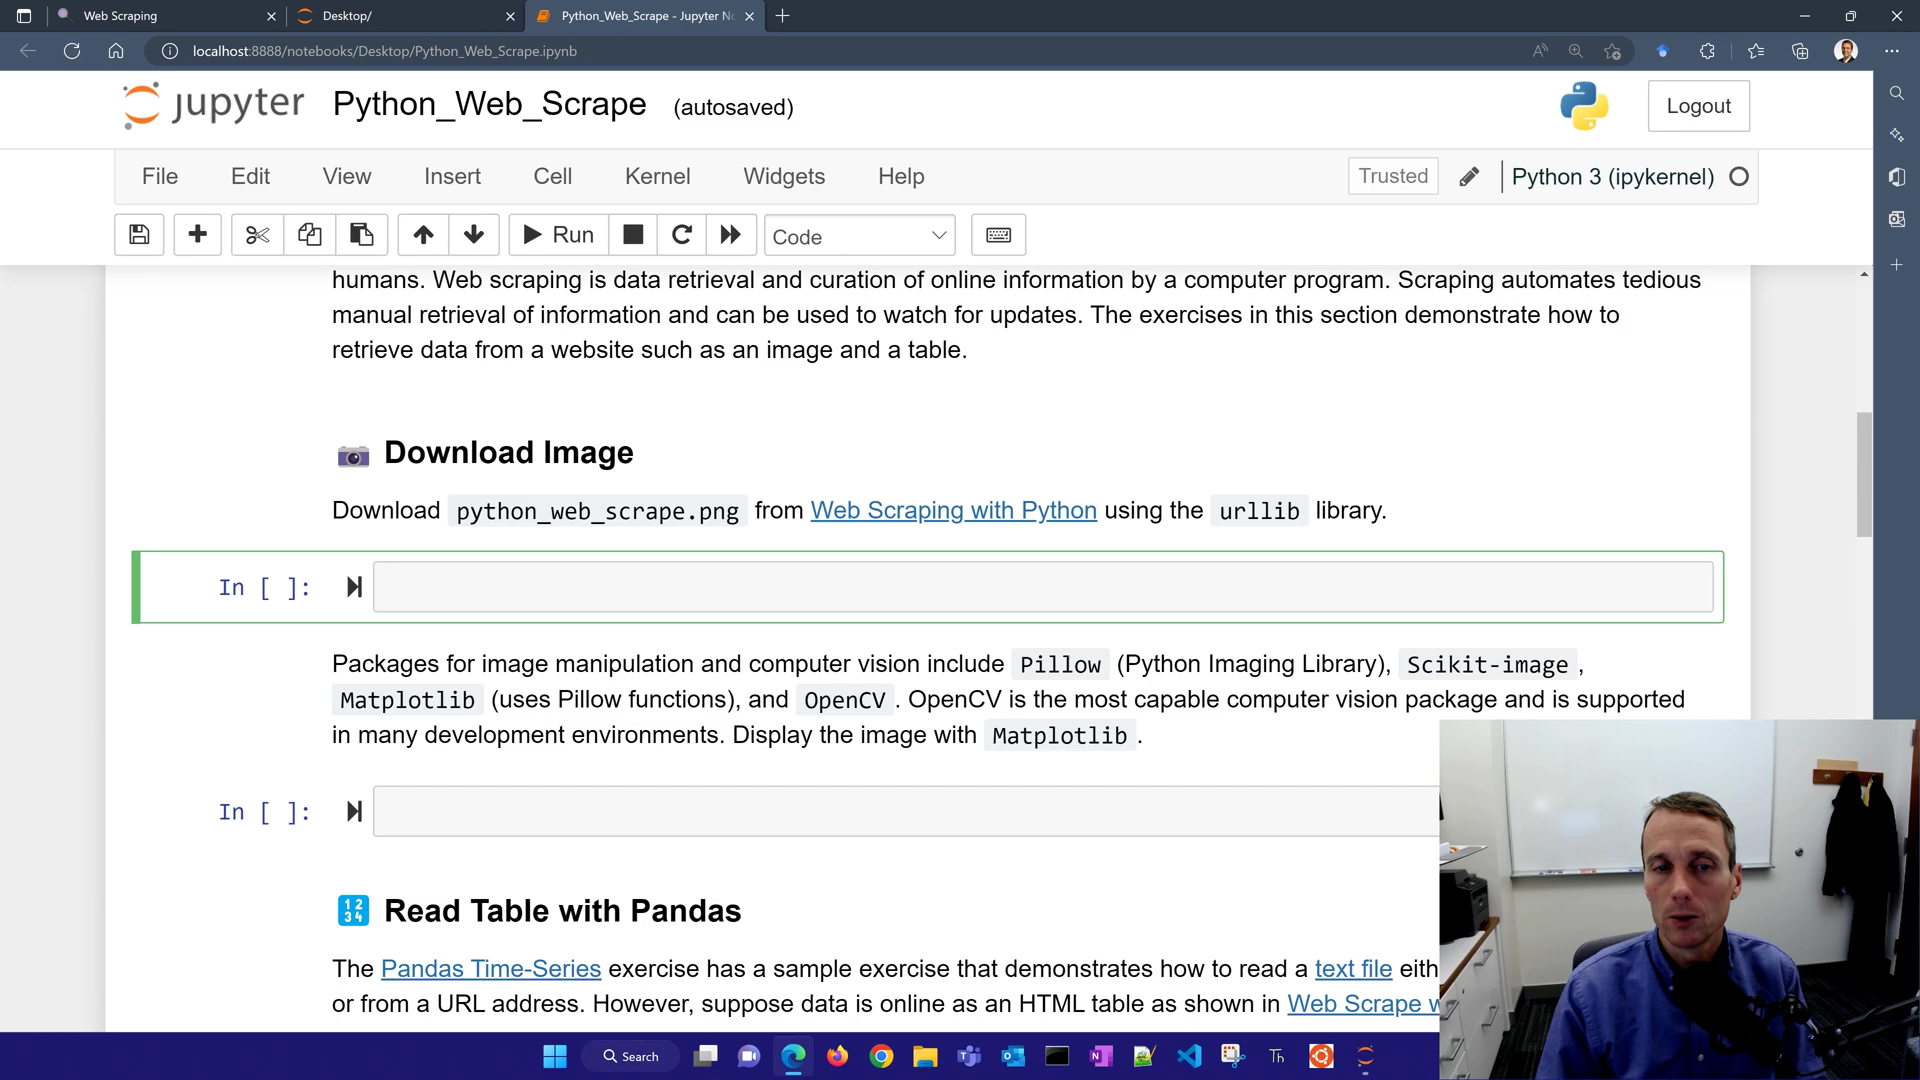 Web Scraping
Desktop/
Python_Web_Scrape - Jupyter No
localhost:8888/notebooks/Desktop/Python_Web_Scrape.ipynb
jupyter Python_Web_Scrape (autosaved)
Logout
File Edit View Insert Cell Kernel Widgets Help
Trusted
Python 3 (ipykernel)
Run
Code
humans. Web scraping is data retrieval and curation of online information by a computer program. Scraping automates tedious
manual retrieval of information and can be used to watch for updates. The exercises in this section demonstrate how to
retrieve data from a website such as an image and a table.
Download Image
Download python_web_scrape.png from Web Scraping with Python using the urllib library.
In [ ]:
Packages for image manipulation and computer vision include Pillow (Python Imaging Library), Scikit-image ,
Matplotlib (uses Pillow functions), and OpenCV . OpenCV is the most capable computer vision package and is supported
in many development environments. Display the image with Matplotlib .
In [ ]:
1234 Read Table with Pandas
The Pandas Time-Series exercise has a sample exercise that demonstrates how to read a text file eith
or from a URL address. However, suppose data is online as an HTML table as shown in Web Scrape w
Search
Th